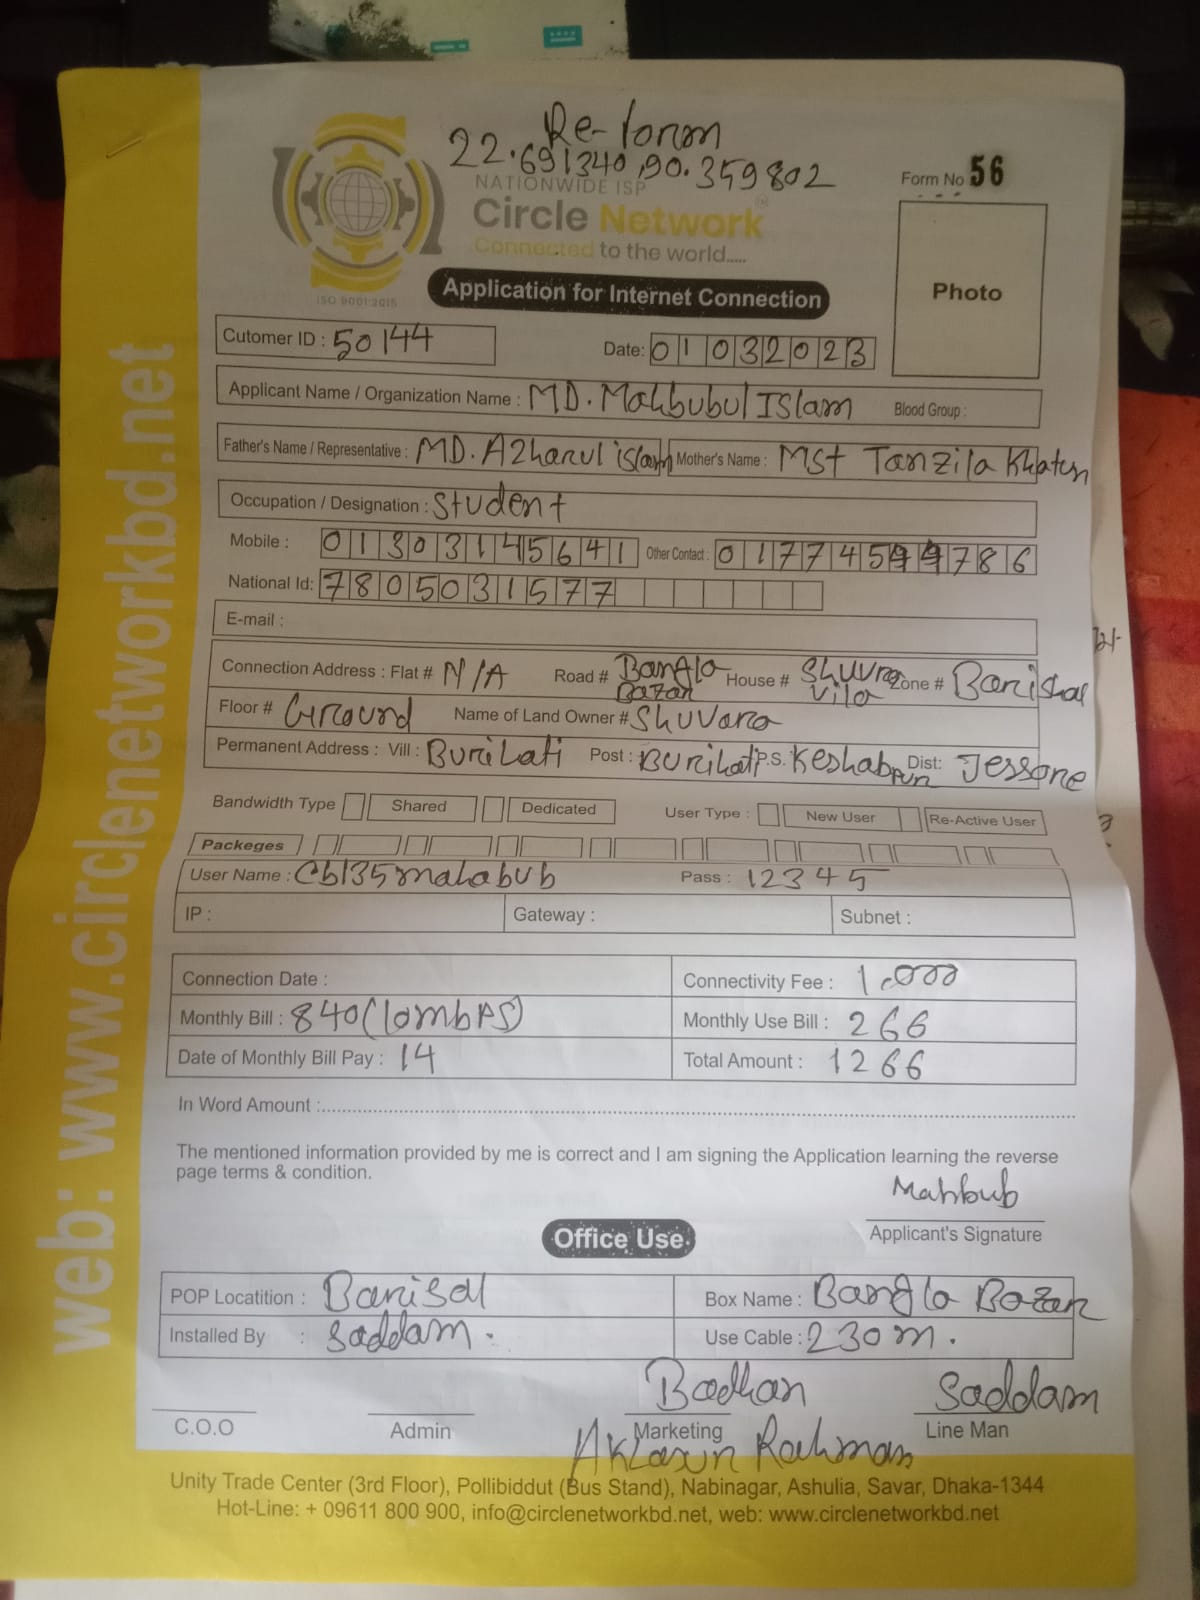 Re-form
22.691340,90.359802
Form No 56
NATIONWIDE ISP
Circle Network
Connected to the world.....
ISO 9001:2015
Photo
Application for Internet Connection
Cutomer ID : 50144 Date: 01032023
Applicant Name / Organization Name : MD. Mahbubul Islam Blood Group :
Father's Name / Representative : MD. Azharul islam Mother's Name : MST Tanzila Khatun
Occupation / Designation : Student
Mobile : 01303145641 Other Contact : 01774599786
National Id: 7805031577
E-mail :
Connection Address : Flat # N/A Road # Bangla Bazar House # Shuvra Vila Zone # Barishal
Floor # Ground Name of Land Owner # Shuvora
Permanent Address : Vill : Burihati Post : Burihati P.S. Keshabpur Dist: Jessore
Bandwidth Type Shared Dedicated User Type : New User Re-Active User
Packeges
User Name : Cb135mahabub Pass : 12345
IP : Gateway : Subnet :
Connection Date : Connectivity Fee : 1,000
Monthly Bill : 840(10mbps) Monthly Use Bill : 266
Date of Monthly Bill Pay : 14 Total Amount : 1266
In Word Amount :
The mentioned information provided by me is correct and I am signing the Application learning the reverse
page terms & condition.
Mahbub
Applicant's Signature
Office Use
POP Locatition : Barisal Box Name : Bangla Bazar
Installed By : Saddam. Use Cable : 230m.
Badhan Saddam
C.O.O Admin Marketing Line Man
Rahman
Unity Trade Center (3rd Floor), Pollibiddut (Bus Stand), Nabinagar, Ashulia, Savar, Dhaka-1344
Hot-Line: + 09611 800 900, info@circlenetworkbd.net, web: www.circlenetworkbd.net
web: www.circlenetworkbd.net